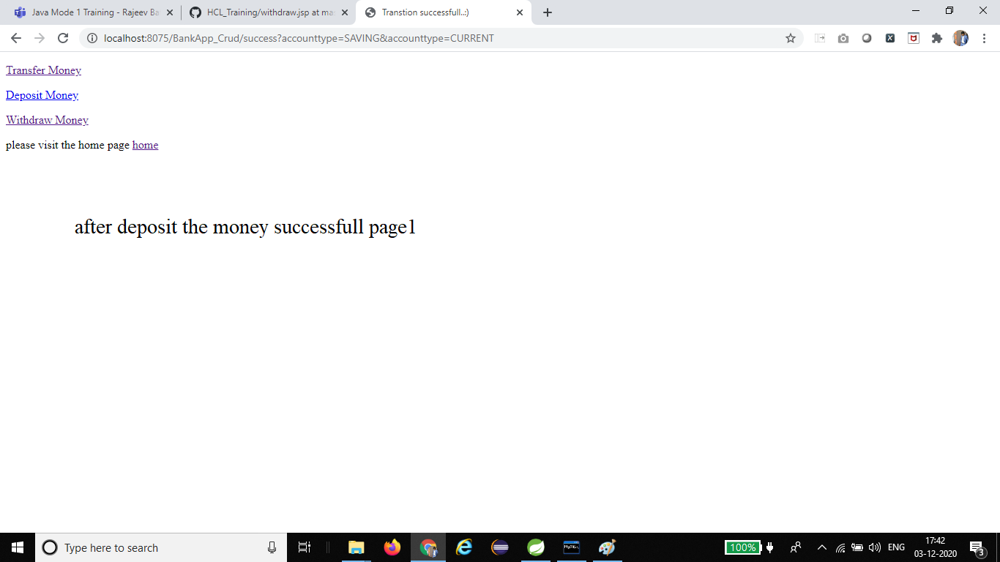 Java Mode 1 Training - Rajeev Ba
HCL_Training/withdraw.jsp at ma
Transtion successfull..:)
localhost:8075/BankApp_Crud/success?accounttype=SAVING&accounttype=CURRENT
Transfer Money
Deposit Money
Withdraw Money
please visit the home page home
after deposit the money successfull page1
Type here to search
MySQL
100%
ENG
17:42
03-12-2020
3